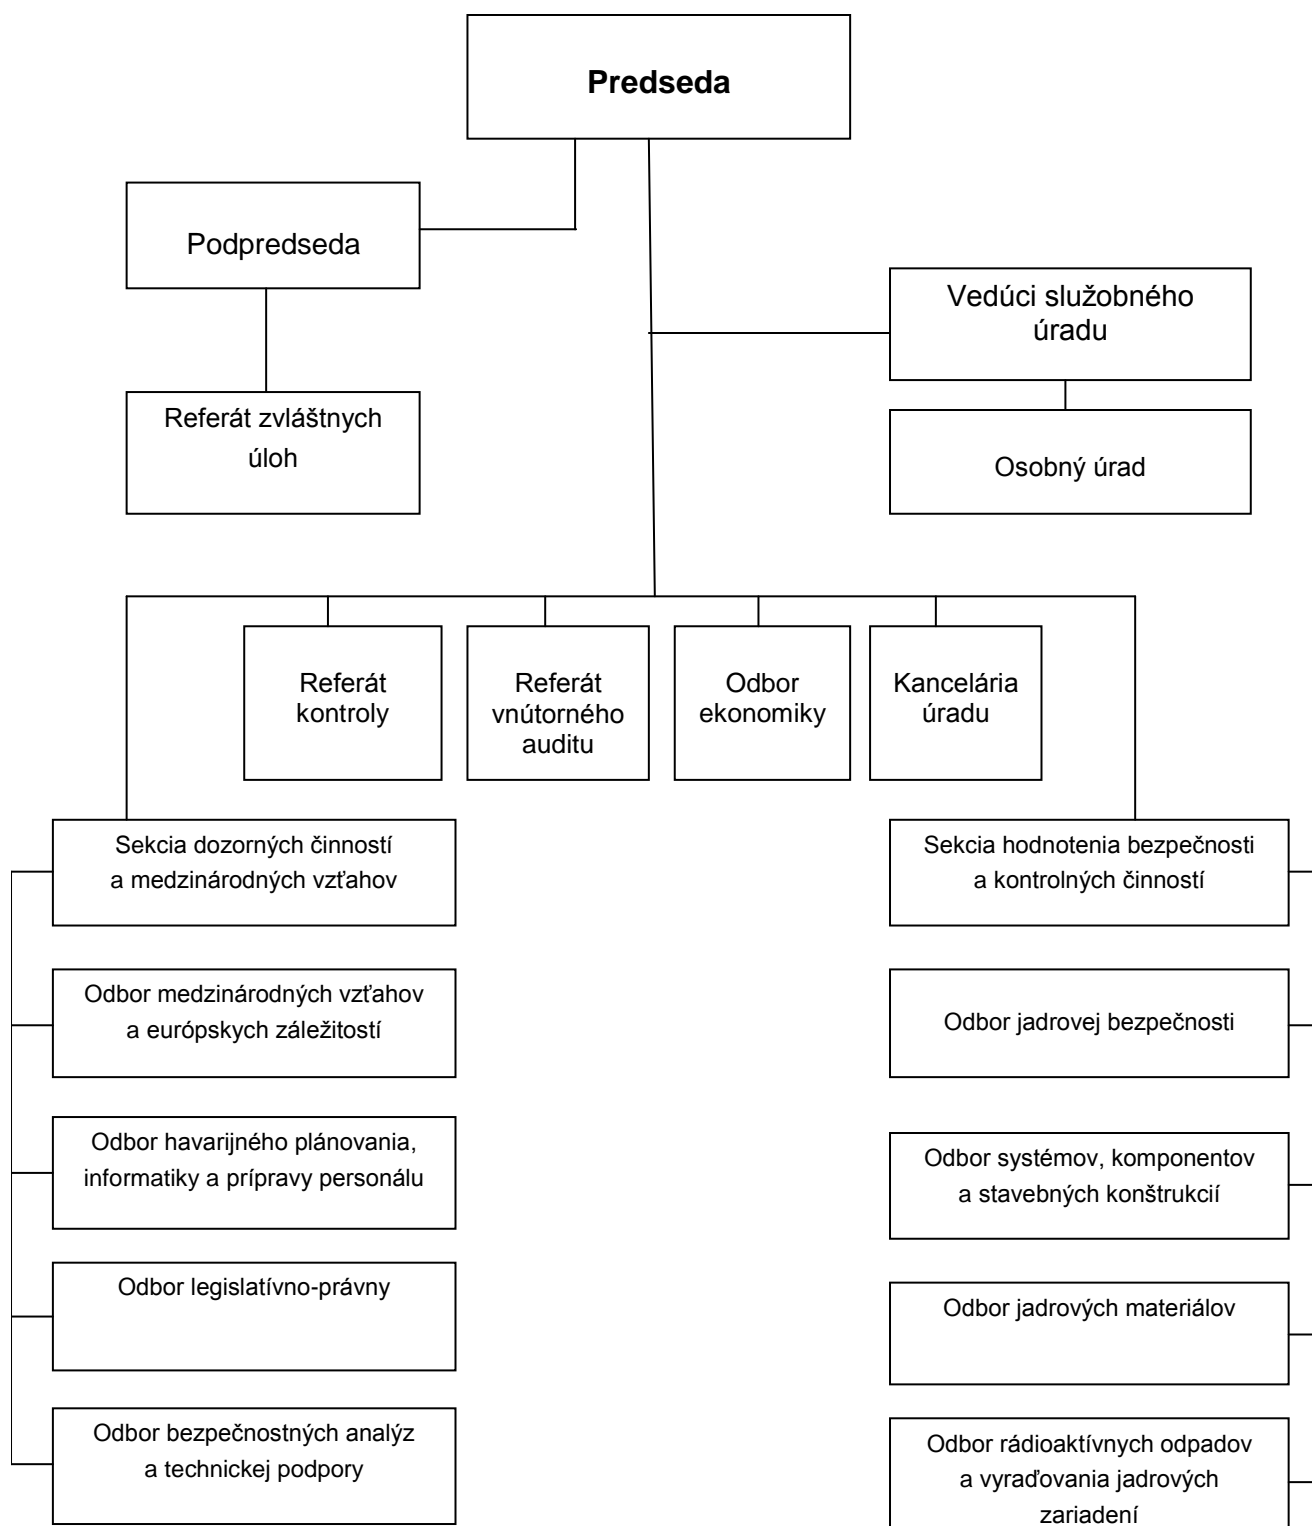 Predseda
Podpredseda
Vedúci služobného
úradu
Referát zvláštnych
úloh
Osobný úrad
Referát
kontroly
Referát
vnútorného
auditu
Odbor
ekonomiky
Kancelária
úradu
Sekcia dozorných činností
a medzinárodných vzťahov
Odbor medzinárodných vzťahov
a európskych záležitostí
Odbor havarijného plánovania,
informatiky a prípravy personálu
Odbor legislatívno-právny
Odbor bezpečnostných analýz
a technickej podpory
Sekcia hodnotenia bezpečnosti
a kontrolných činností
Odbor jadrovej bezpečnosti
Odbor systémov, komponentov
a stavebných konštrukcií
Odbor jadrových materiálov
Odbor rádioaktívnych odpadov
a vyraďovania jadrových
zariadení